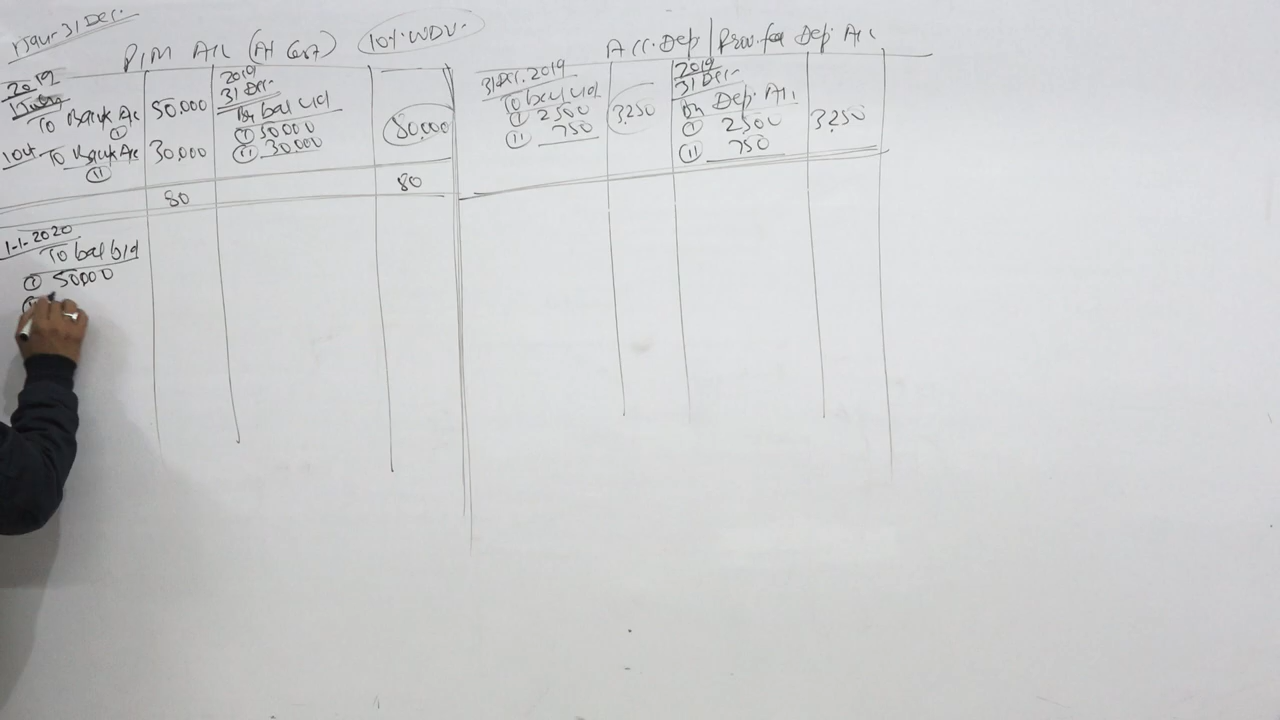 31 Dec.
P/M A/c (At Cost)
10% WDV.
2019
July
To Bank A/c
I
50,000
1 Oct. To Bank A/c
II
30,000
80
2019
31 Dec.
By bal c/d
I 50000
II 30,000
80,000
80
1-1-2020
To bal b/d
I 50000
Acc. Dep / Prov. for Dep. A/c
31 Dec. 2019
To bal c/d
I 2500
II 750
3250
2019
31 Dec.
By Dep. A/c
I 2500
II 750
3250